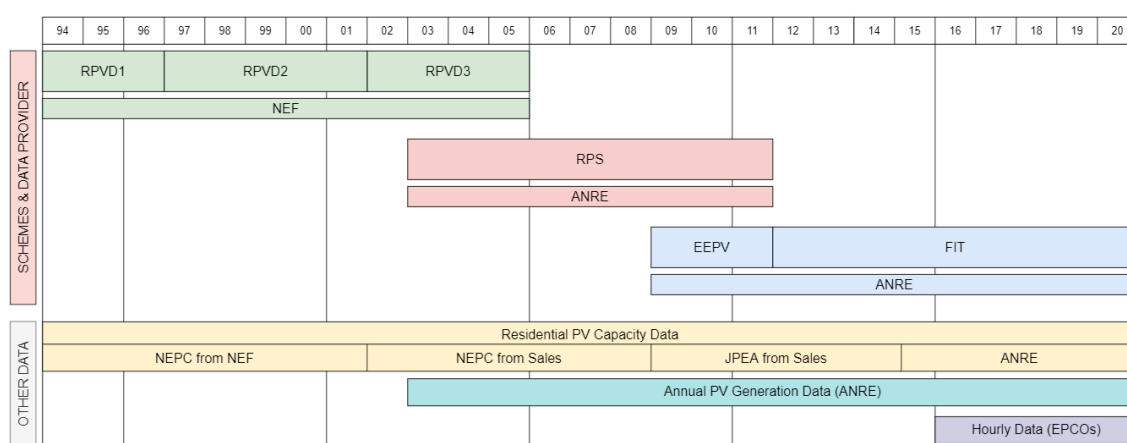 94 95 96 97 98 99 00 01 02 03 04 05 06 07 08 09 10 11 12 13 14 15 16 17 18 19 20
SCHEMES & DATA PROVIDER
RPVD1 RPVD2 RPVD3
NEF
RPS
ANRE
EEPV FIT
ANRE
OTHER DATA
Residential PV Capacity Data
NEPC from NEF NEPC from Sales JPEA from Sales ANRE
Annual PV Generation Data (ANRE)
Hourly Data (EPCOs)